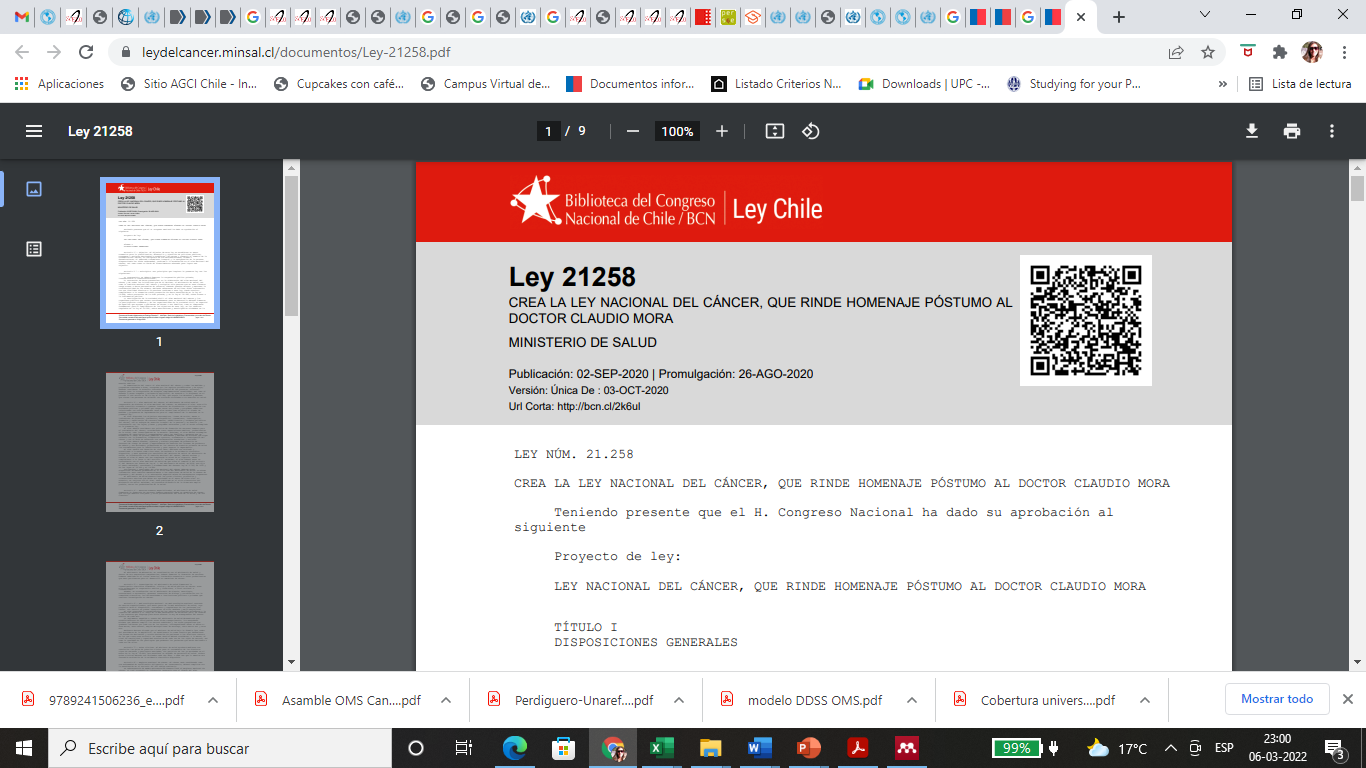 leydelcancer.minsal.cl/documentos/Ley-21258.pdf
Aplicaciones
Sitio AGCI Chile - In...
Cupcakes con café...
Campus Virtual de...
Documentos infor...
Listado Criterios N...
Downloads | UPC -...
Studying for your P...
»
Lista de lectura
Ley 21258
1 / 9
100%
Biblioteca del Congreso
Nacional de Chile / BCN
Ley Chile
Ley 21258
CREA LA LEY NACIONAL DEL CÁNCER, QUE RINDE HOMENAJE PÓSTUMO AL
DOCTOR CLAUDIO MORA
MINISTERIO DE SALUD
Publicación: 02-SEP-2020 | Promulgación: 26-AGO-2020
Versión: Única De : 03-OCT-2020
Url Corta: http://bcn.cl/2k6ul
LEY NÚM. 21.258
CREA LA LEY NACIONAL DEL CÁNCER, QUE RINDE HOMENAJE PÓSTUMO AL DOCTOR CLAUDIO MORA
Teniendo presente que el H. Congreso Nacional ha dado su aprobación al
siguiente
Proyecto de ley:
LEY NACIONAL DEL CÁNCER, QUE RINDE HOMENAJE PÓSTUMO AL DOCTOR CLAUDIO MORA
TÍTULO I
DISPOSICIONES GENERALES
1
2
9789241506236_e....pdf
Asamble OMS Can....pdf
Perdiguero-Unaref....pdf
modelo DDSS OMS.pdf
Cobertura univers....pdf
Mostrar todo
Escribe aquí para buscar
99%
17°C
ESP
23:00
06-03-2022
3